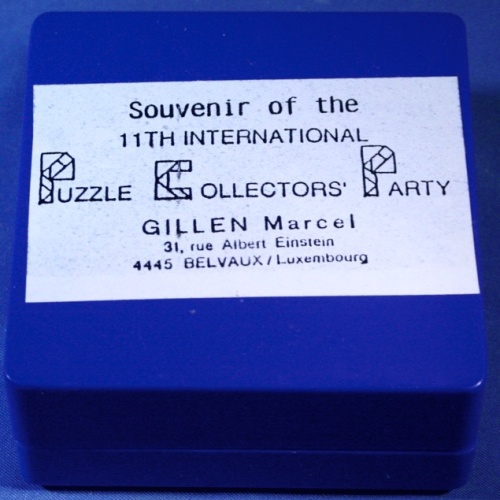 Souvenir of the
11TH INTERNATIONAL
PUZZLE COLLECTORS' PARTY
GILLEN Marcel
31, rue Albert Einstein
4445 BELVAUX/Luxembourg